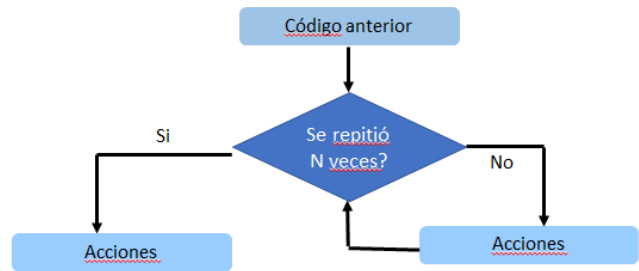 Código anterior
Se repitió
N veces?
Si
No
Acciones
Acciones